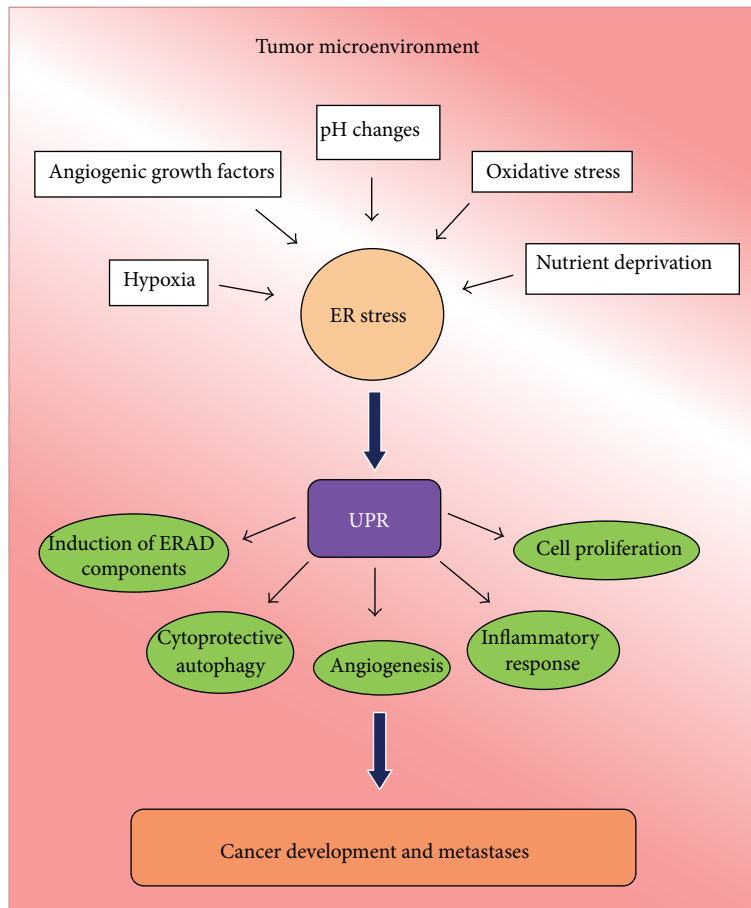 Tumor microenvironment
pH changes
Angiogenic growth factors
Oxidative stress
Hypoxia
Nutrient deprivation
ER stress
UPR
Induction of ERAD
components
Cell proliferation
Cytoprotective
autophagy
Angiogenesis
Inflammatory
response
Cancer development and metastases